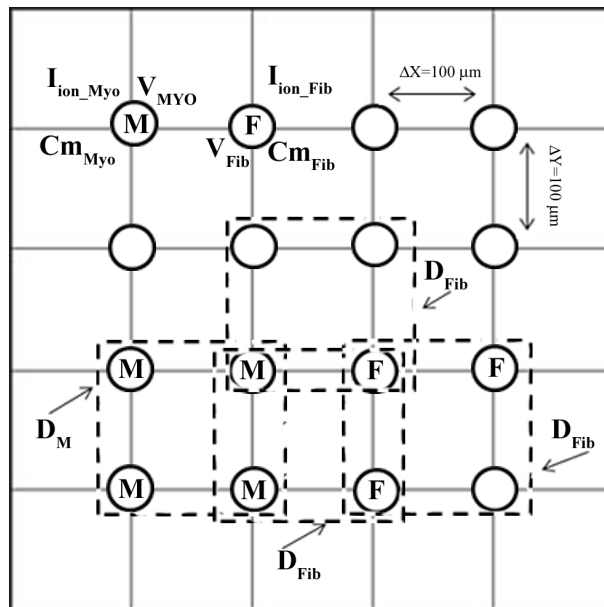 I_ion_Myo V_MYO I_ion_Fib ΔX=100 μm
M F
Cm_Myo V_Fib Cm_Fib
ΔY=100 μm
D_Fib
M M F F
D_M D_Fib
M M F
D_Fib